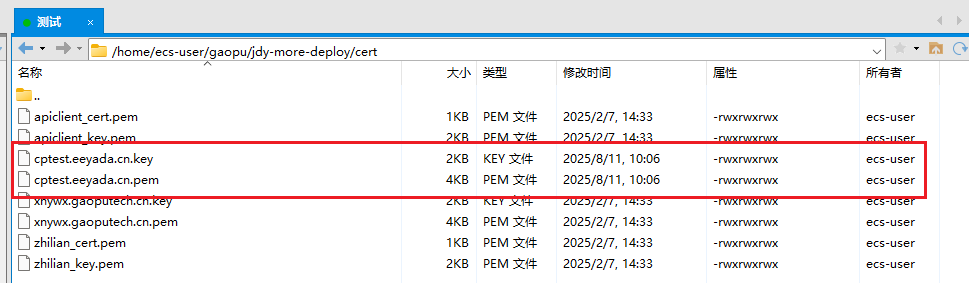 测试 ×
/home/ecs-user/gaopu/jdy-more-deploy/cert
名称 大小 类型 修改时间 属性 所有者
..
apiclient_cert.pem 1KB PEM 文件 2025/2/7, 14:33 -rwxrwxrwx ecs-user
apiclient_key.pem 2KB PEM 文件 2025/2/7, 14:33 -rwxrwxrwx ecs-user
cptest.eeyada.cn.key 2KB KEY 文件 2025/8/11, 10:06 -rwxrwxrwx ecs-user
cptest.eeyada.cn.pem 4KB PEM 文件 2025/8/11, 10:06 -rwxrwxrwx ecs-user
xnywx.gaoputech.cn.key 2KB KEY 文件 2025/2/7, 14:33 -rwxrwxrwx ecs-user
xnywx.gaoputech.cn.pem 4KB PEM 文件 2025/2/7, 14:33 -rwxrwxrwx ecs-user
zhilian_cert.pem 1KB PEM 文件 2025/2/7, 14:33 -rwxrwxrwx ecs-user
zhilian_key.pem 2KB PEM 文件 2025/2/7, 14:33 -rwxrwxrwx ecs-user